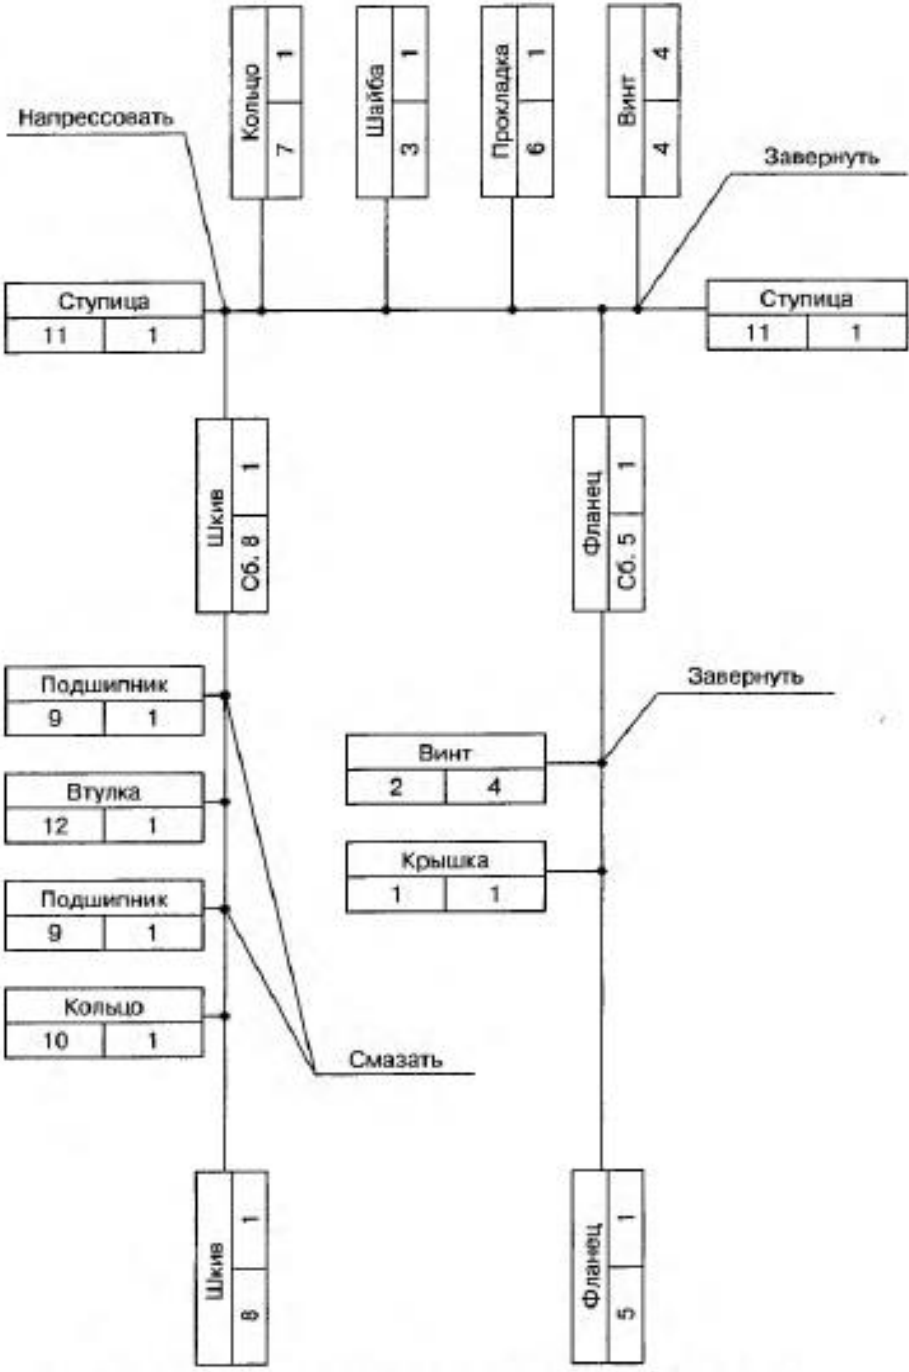 Кольцо
7 1
Шайба
3 1
Прокладка
6 1
Винт
4 4
Напрессовать
Завернуть
Ступица
11 1
Ступица
11 1
Шкив
Сб. 8 1
Фланец
Сб. 5 1
Подшипник
9 1
Завернуть
Винт
2 4
Втулка
12 1
Крышка
1 1
Подшипник
9 1
Кольцо
10 1
Смазать
Шкив
8 1
Фланец
5 1